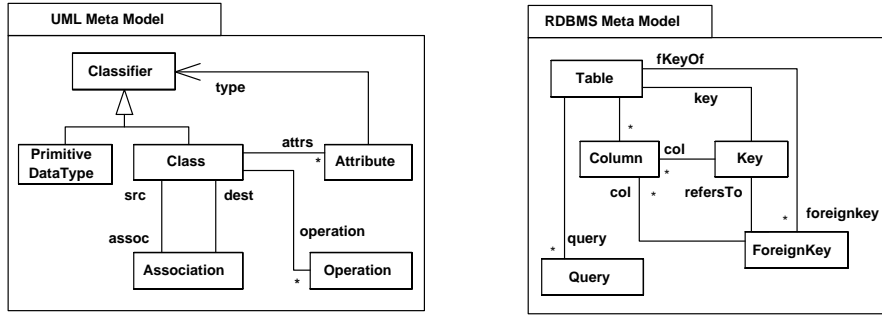 UML Meta Model
Classifier
type
Primitive
DataType
Class
attrs
*
Attribute
src
dest
assoc
operation
Association
*
Operation
RDBMS Meta Model
fKeyOf
Table
key
*
Column
col
*
Key
col
*
refersTo
*
foreignkey
query
*
ForeignKey
Query